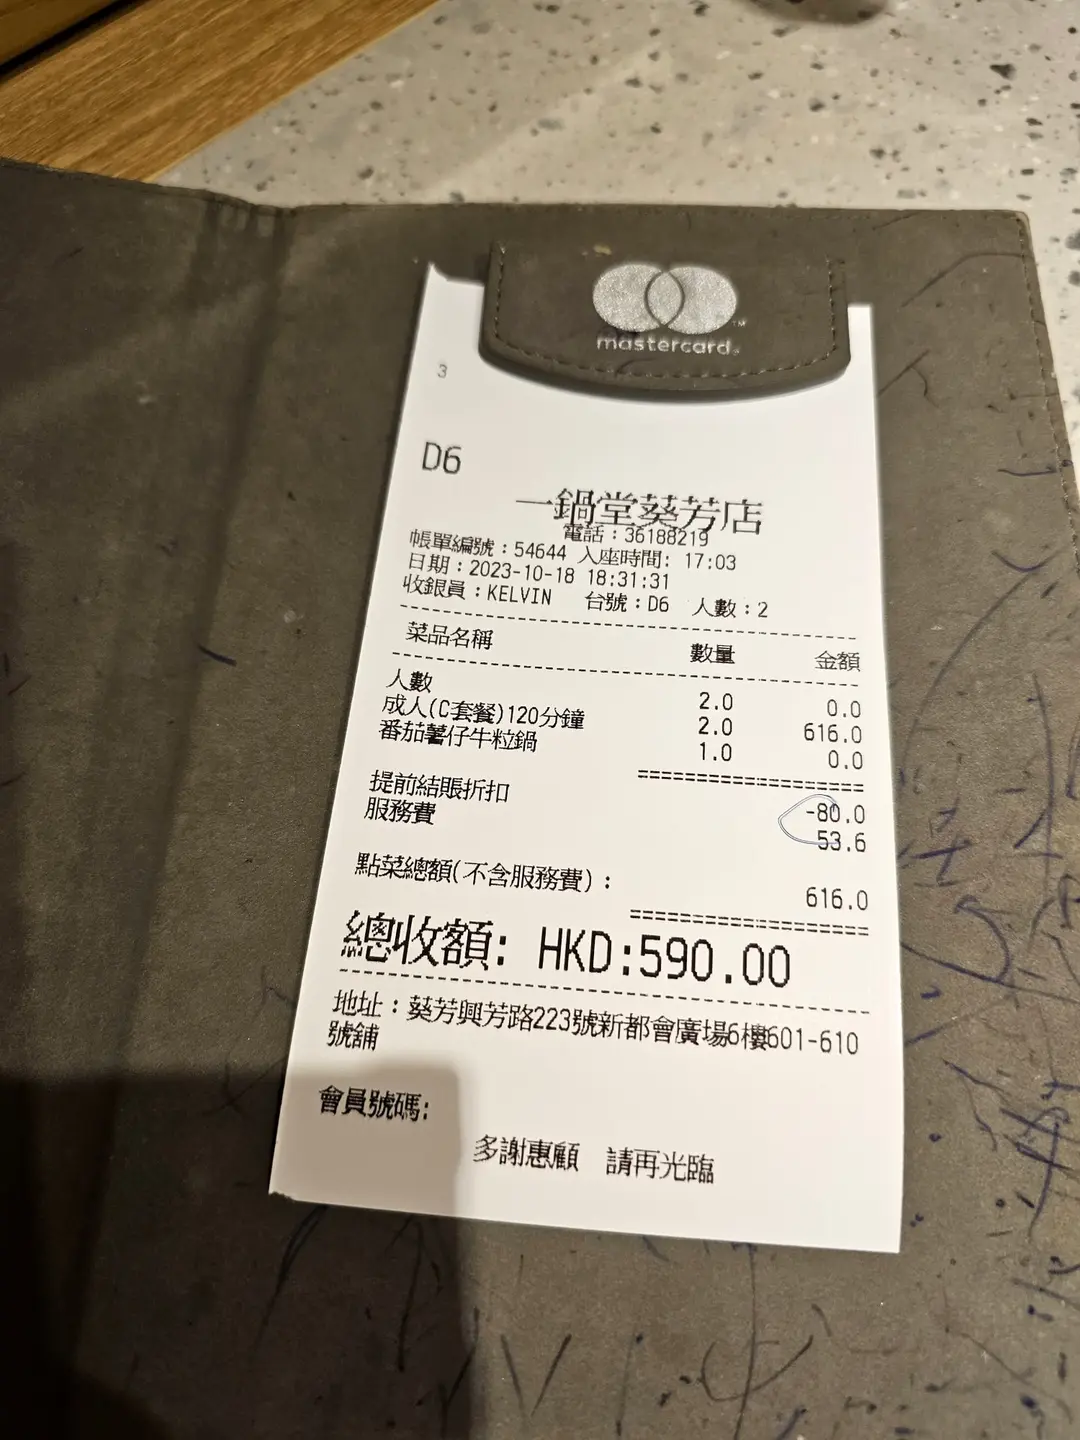 mastercard
3
D6
一鍋堂葵芳店
電話：36188219
帳單編號：54644 入座時間: 17:03
日期：2023-10-18 18:31:31
收銀員：KELVIN 台號：D6 人數：2
菜品名稱 數量 金額
人數 2.0 0.0
成人(C套餐)120分鐘 2.0 616.0
番茄薯仔牛粒鍋 1.0 0.0
提前結賬折扣 -80.0
服務費 53.6
點菜總額(不含服務費)： 616.0
總收額: HKD:590.00
地址：葵芳興芳路223號新都會廣場6樓601-610
號舖
會員號碼:
多謝惠顧 請再光臨